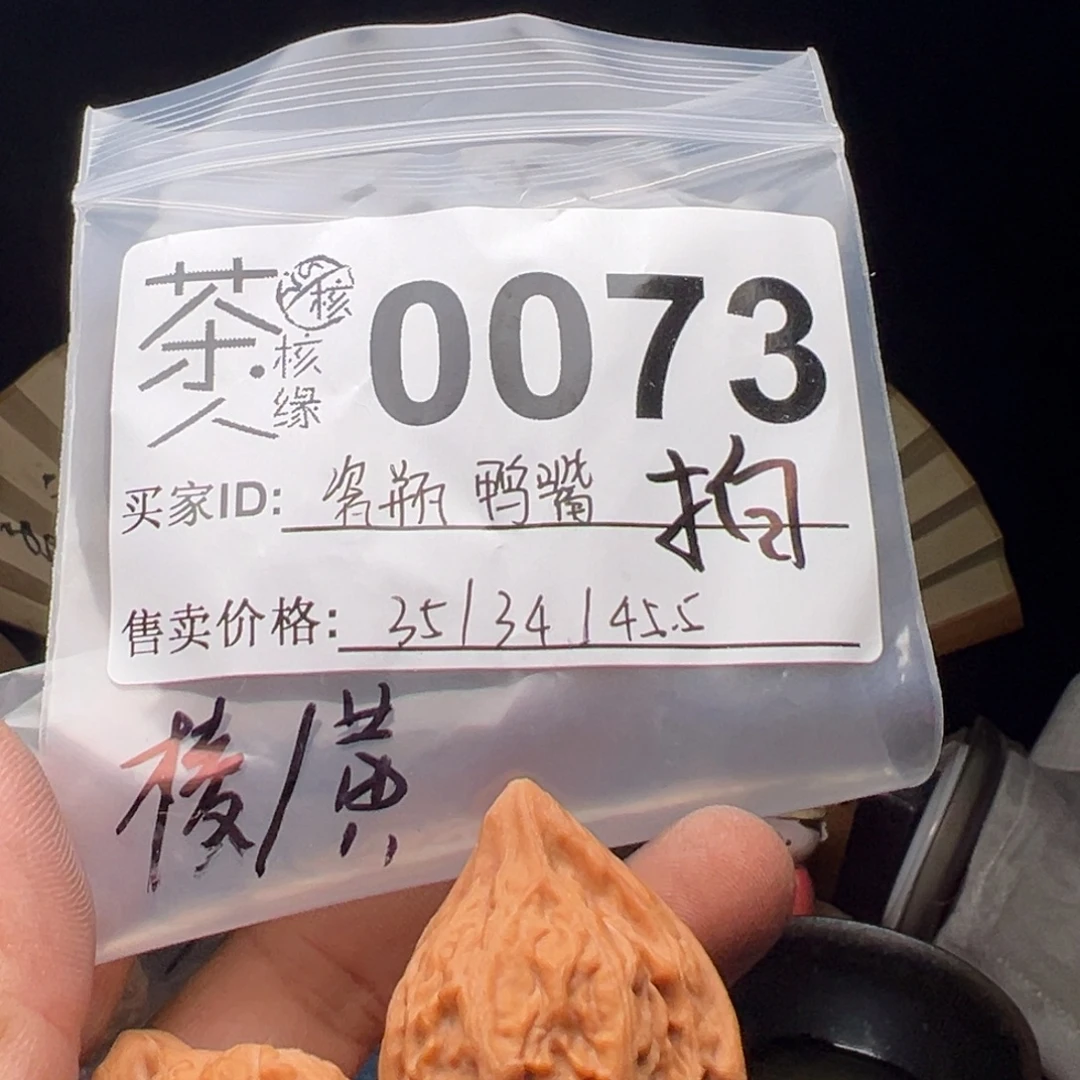 茶人
核
核缘
0073
买家ID: 瓷瓶 鸭嘴 拍
售卖价格: 35/34/45.5
棱/黄